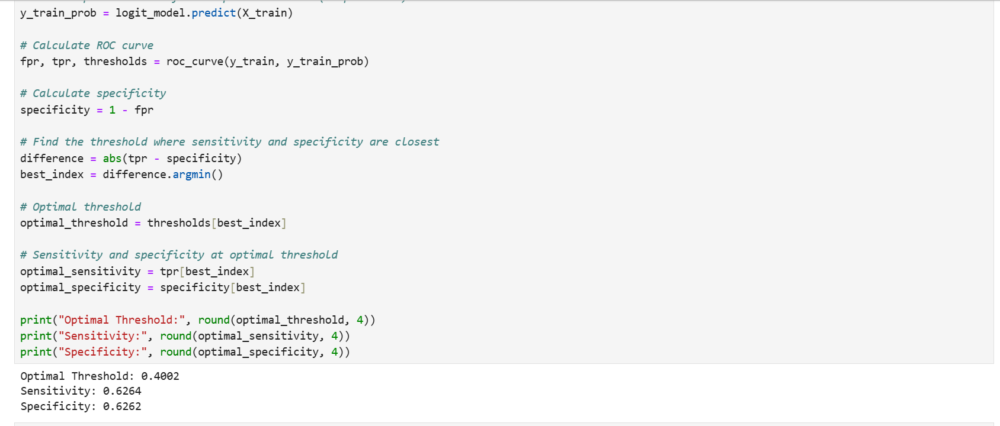 y_train_prob = logit_model.predict(X_train)
# Calculate ROC curve
fpr, tpr, thresholds = roc_curve(y_train, y_train_prob)
# Calculate specificity
specificity = 1 - fpr
# Find the threshold where sensitivity and specificity are closest
difference = abs(tpr - specificity)
best_index = difference.argmin()
# Optimal threshold
optimal_threshold = thresholds[best_index]
# Sensitivity and specificity at optimal threshold
optimal_sensitivity = tpr[best_index]
optimal_specificity = specificity[best_index]
print("Optimal Threshold:", round(optimal_threshold, 4))
print("Sensitivity:", round(optimal_sensitivity, 4))
print("Specificity:", round(optimal_specificity, 4))
Optimal Threshold: 0.4002
Sensitivity: 0.6264
Specificity: 0.6262